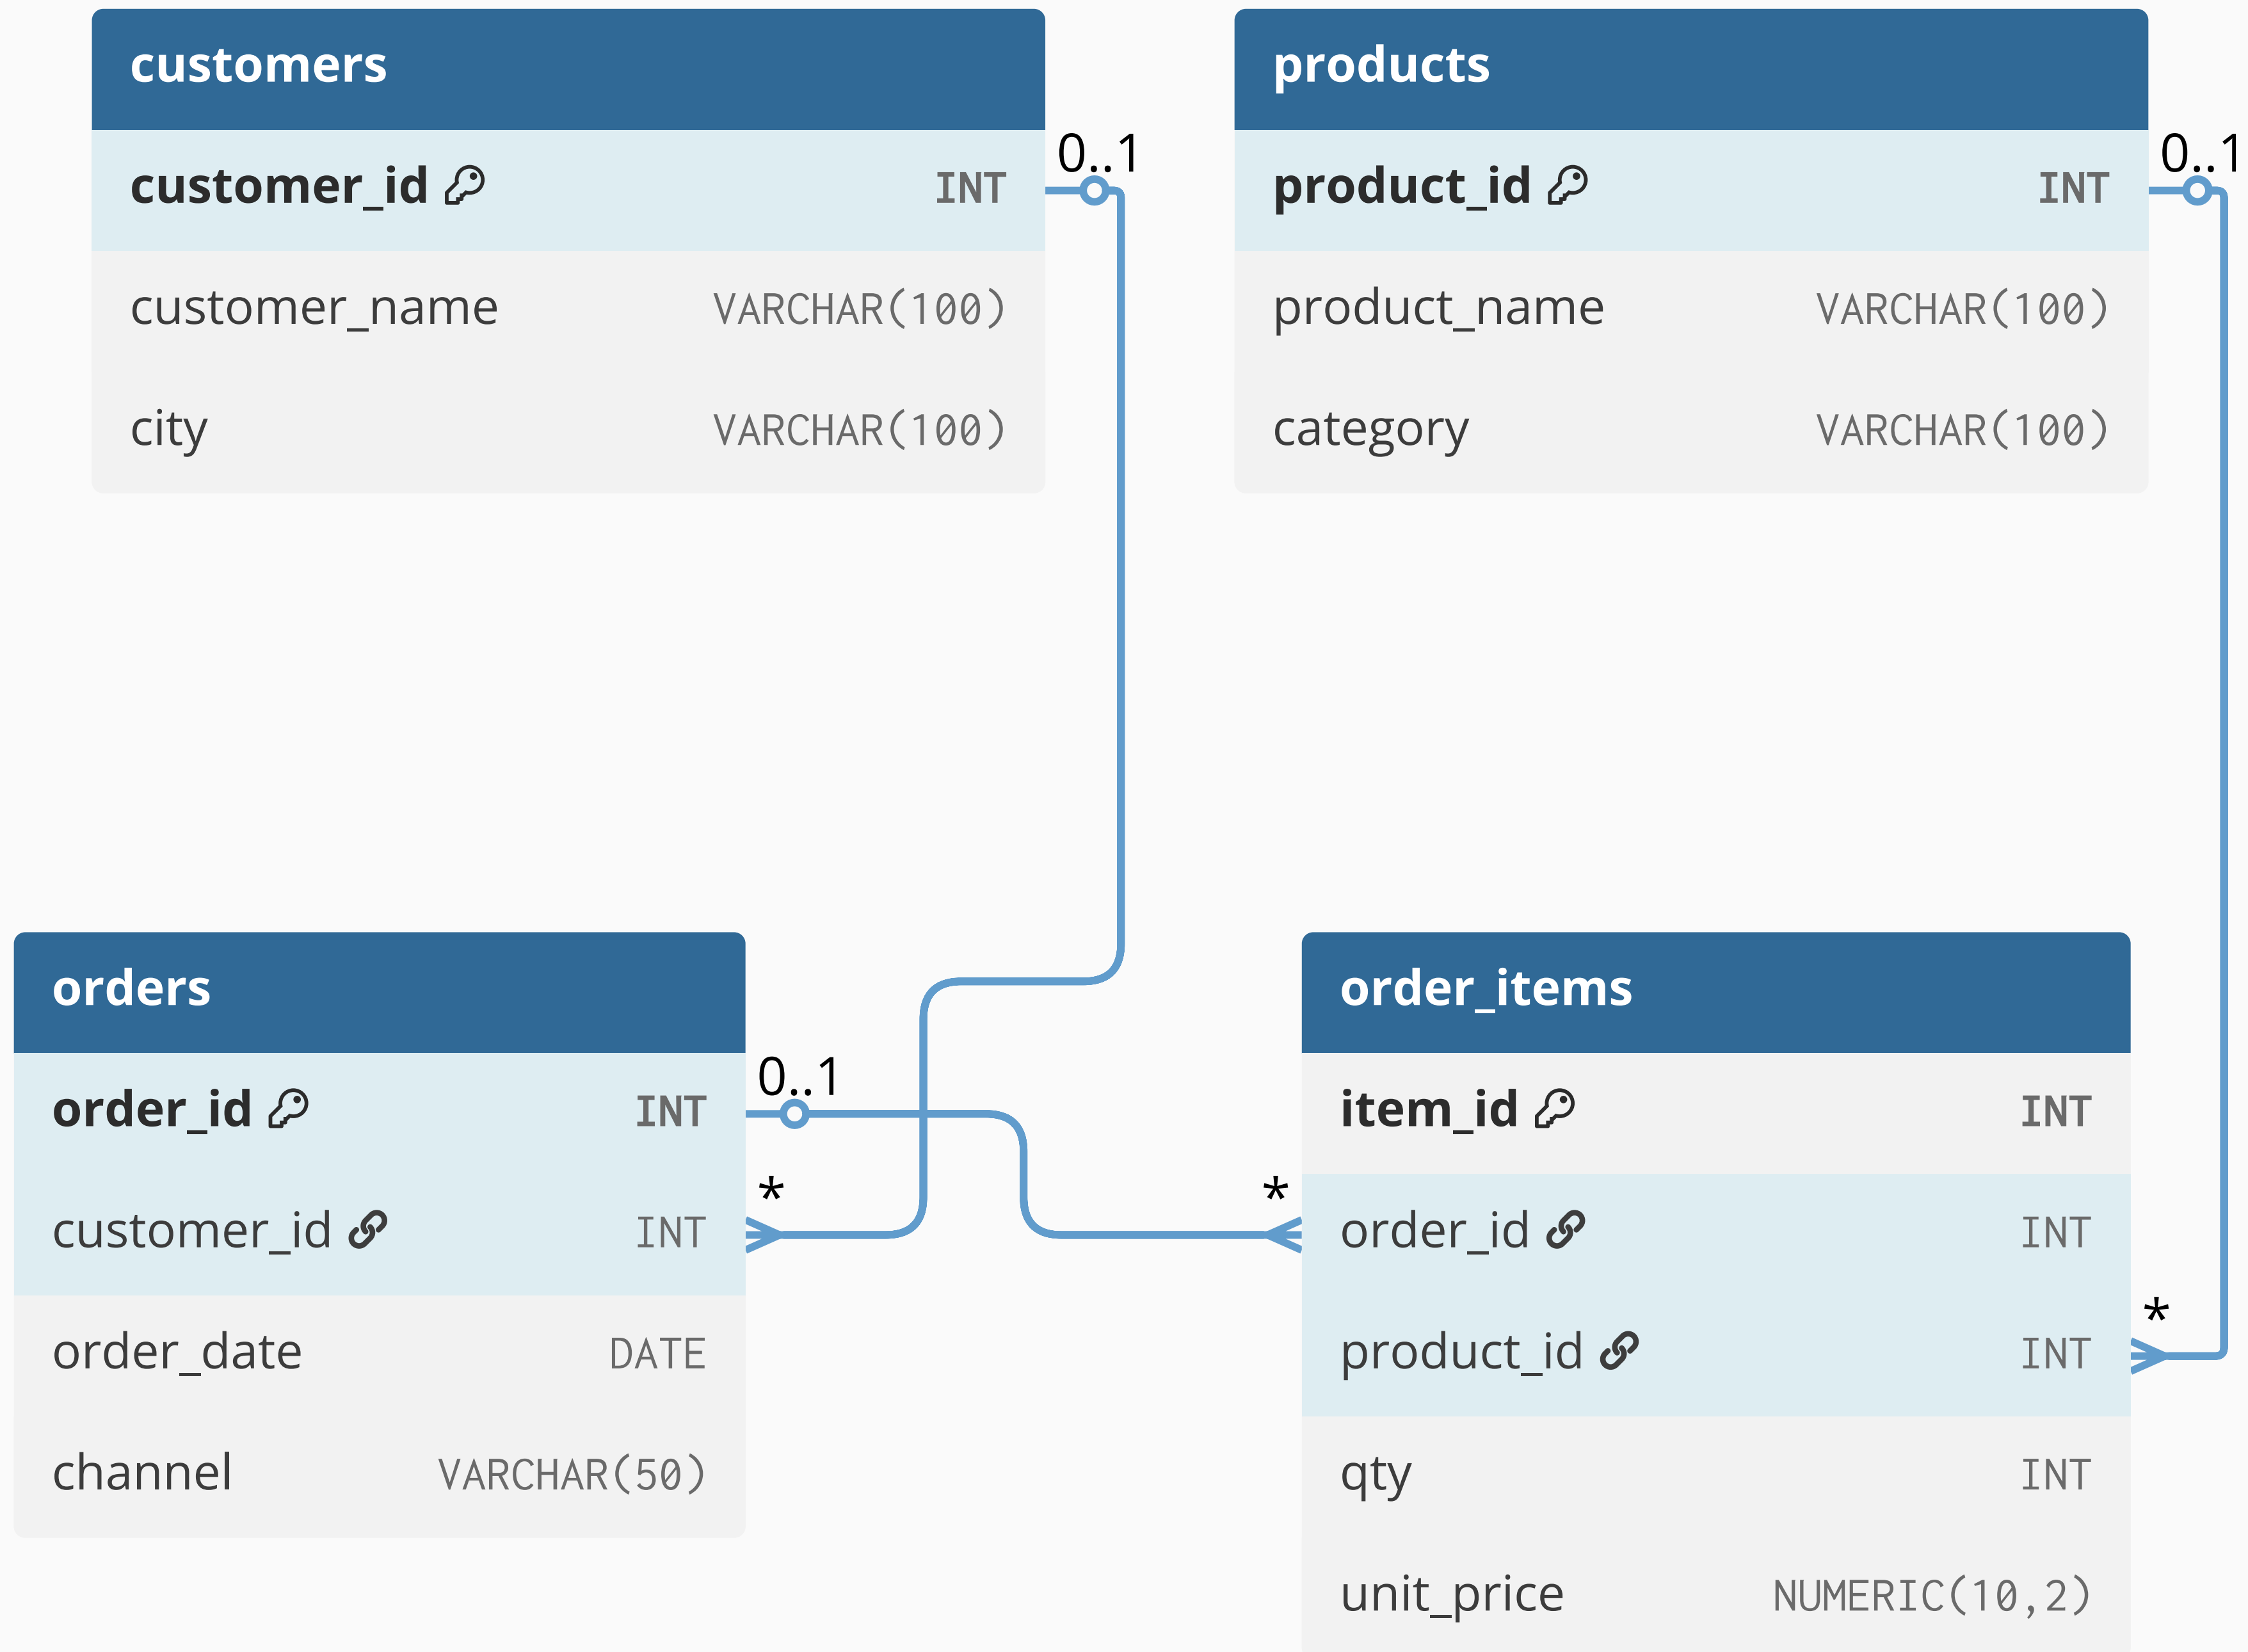 customers
customer_id INT
customer_name VARCHAR(100)
city VARCHAR(100)
0..1
products
product_id INT
product_name VARCHAR(100)
category VARCHAR(100)
0..1
orders
order_id INT
customer_id INT
order_date DATE
channel VARCHAR(50)
0..1
*
*
order_items
item_id INT
order_id INT
product_id INT
qty INT
unit_price NUMERIC(10,2)
*